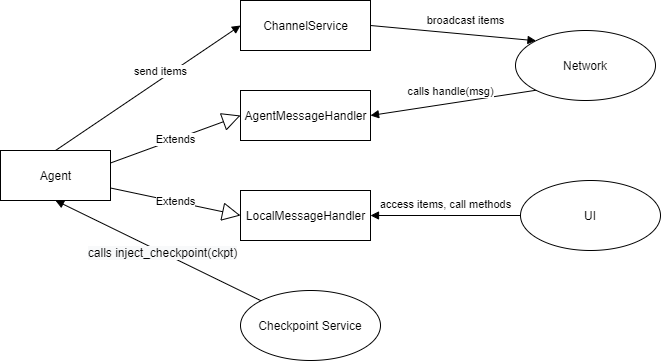 ChannelService
broadcast items
Network
send items
calls handle(msg)
AgentMessageHandler
Extends
Agent
Extends
LocalMessageHandler
access items, call methods
UI
calls inject_checkpoint(ckpt)
Checkpoint Service